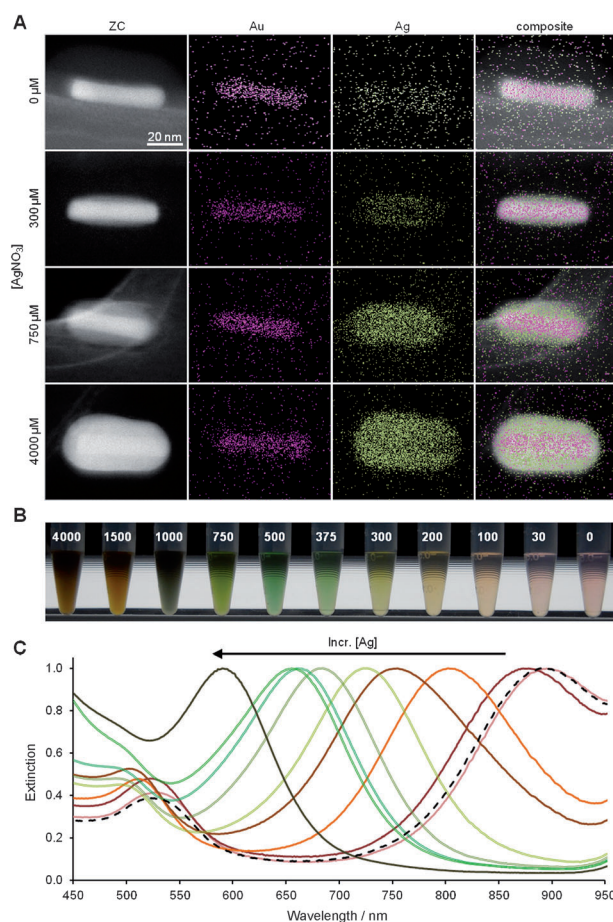 A
ZC Au Ag composite
0 µM
20 nm
300 µM
[AgNO3]
750 µM
4000 µM
B
4000 1500 1000 750 500 375 300 200 100 30 0
C
Incr. [Ag]
1.0
0.8
0.6
0.4
0.2
0.0
Extinction
450 500 550 600 650 700 750 800 850 900 950
Wavelength / nm